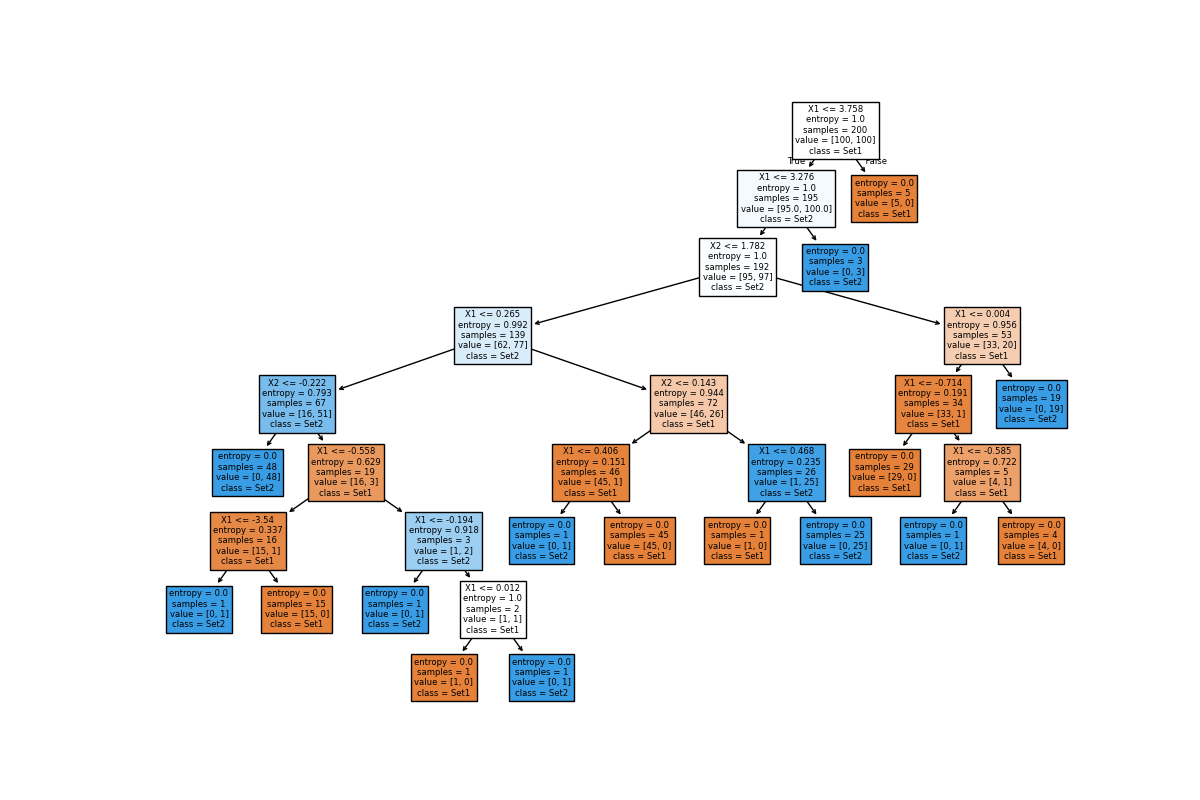 X1 <= 3.758
entropy = 1.0
samples = 200
value = [100, 100]
class = Set1
True
False
X1 <= 3.276
entropy = 1.0
samples = 195
value = [95.0, 100.0]
class = Set2
entropy = 0.0
samples = 5
value = [5, 0]
class = Set1
X2 <= 1.782
entropy = 1.0
samples = 192
value = [95, 97]
class = Set2
entropy = 0.0
samples = 3
value = [0, 3]
class = Set2
X1 <= 0.265
entropy = 0.992
samples = 139
value = [62, 77]
class = Set2
X1 <= 0.004
entropy = 0.956
samples = 53
value = [33, 20]
class = Set1
X2 <= -0.222
entropy = 0.793
samples = 67
value = [16, 51]
class = Set2
X2 <= 0.143
entropy = 0.944
samples = 72
value = [46, 26]
class = Set1
X1 <= -0.714
entropy = 0.191
samples = 34
value = [33, 1]
class = Set1
entropy = 0.0
samples = 19
value = [0, 19]
class = Set2
entropy = 0.0
samples = 48
value = [0, 48]
class = Set2
X1 <= -0.558
entropy = 0.629
samples = 19
value = [16, 3]
class = Set1
X1 <= 0.406
entropy = 0.151
samples = 46
value = [45, 1]
class = Set1
X1 <= 0.468
entropy = 0.235
samples = 26
value = [1, 25]
class = Set2
entropy = 0.0
samples = 29
value = [29, 0]
class = Set1
X1 <= -0.585
entropy = 0.722
samples = 5
value = [4, 1]
class = Set1
X1 <= -3.54
entropy = 0.337
samples = 16
value = [15, 1]
class = Set1
X1 <= -0.194
entropy = 0.918
samples = 3
value = [1, 2]
class = Set2
entropy = 0.0
samples = 1
value = [0, 1]
class = Set2
entropy = 0.0
samples = 45
value = [45, 0]
class = Set1
entropy = 0.0
samples = 1
value = [1, 0]
class = Set1
entropy = 0.0
samples = 25
value = [0, 25]
class = Set2
entropy = 0.0
samples = 1
value = [0, 1]
class = Set2
entropy = 0.0
samples = 4
value = [4, 0]
class = Set1
entropy = 0.0
samples = 1
value = [0, 1]
class = Set2
entropy = 0.0
samples = 15
value = [15, 0]
class = Set1
entropy = 0.0
samples = 1
value = [0, 1]
class = Set2
X1 <= 0.012
entropy = 1.0
samples = 2
value = [1, 1]
class = Set1
entropy = 0.0
samples = 1
value = [1, 0]
class = Set1
entropy = 0.0
samples = 1
value = [0, 1]
class = Set2